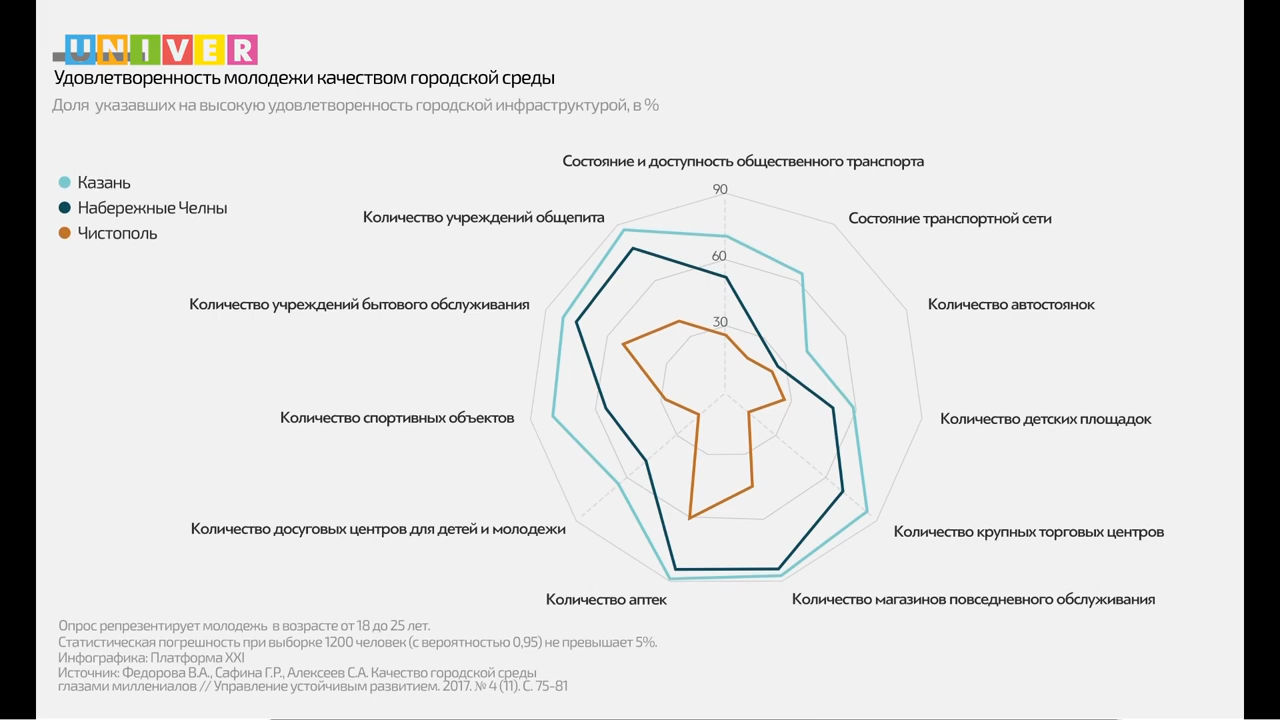 UNIVER
Удовлетворенность молодежи качеством городской среды
Доля указавших на высокую удовлетворенность городской инфраструктурой, в %
Казань
Набережные Челны
Чистополь
Состояние и доступность общественного транспорта
90
Количество учреждений общепита
Состояние транспортной сети
60
Количество учреждений бытового обслуживания
Количество автостоянок
30
Количество спортивных объектов
Количество детских площадок
Количество досуговых центров для детей и молодежи
Количество крупных торговых центров
Количество аптек
Количество магазинов повседневного обслуживания
Опрос репрезентирует молодежь в возрасте от 18 до 25 лет.
Статистическая погрешность при выборке 1200 человек (с вероятностью 0,95) не превышает 5%.
Инфографика: Платформа XXI
Источник: Федорова В.А., Сафина Г.Р., Алексеев С.А. Качество городской среды
глазами миллениалов // Управление устойчивым развитием. 2017. № 4 (11). С. 75-81